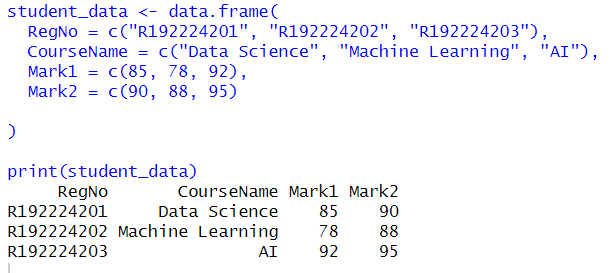 student_data <- data.frame(
  RegNo = c("R192224201", "R192224202", "R192224203"),
  CourseName = c("Data Science", "Machine Learning", "AI"),
  Mark1 = c(85, 78, 92),
  Mark2 = c(90, 88, 95)

)

print(student_data)
     RegNo       CourseName Mark1 Mark2
R192224201     Data Science    85    90
R192224202 Machine Learning    78    88
R192224203               AI    92    95